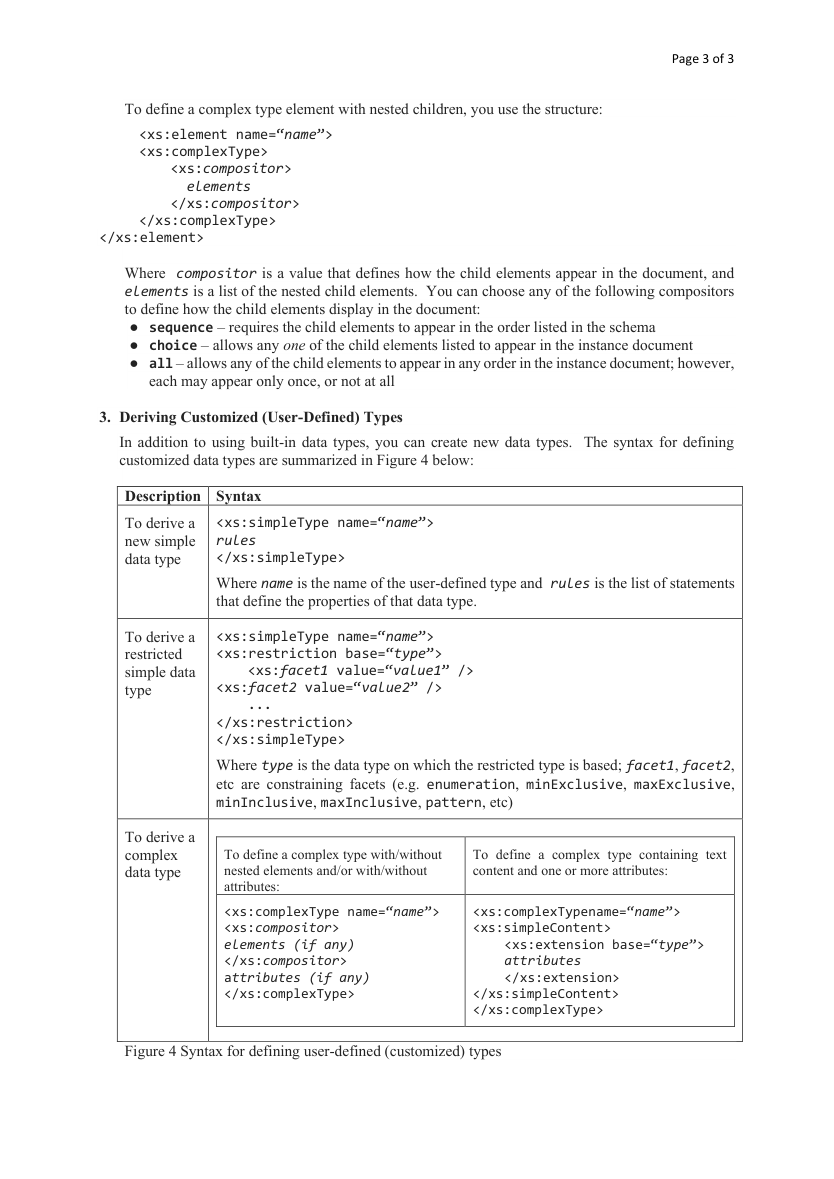 Page 3 of 3
To define a complex type element with nested children, you use the structure:
<xs:element name=“name”>
<xs:complexType>
<xs:compositor>
elements
</xs:compositor>
</xs:complexType>
</xs:element>
Where compositor is a value that defines how the child elements appear in the document, and
elements is a list of the nested child elements. You can choose any of the following compositors
to define how the child elements display in the document:
● sequence – requires the child elements to appear in the order listed in the schema
● choice – allows any one of the child elements listed to appear in the instance document
● all – allows any of the child elements to appear in any order in the instance document; however,
each may appear only once, or not at all
3. Deriving Customized (User-Defined) Types
In addition to using built-in data types, you can create new data types. The syntax for defining
customized data types are summarized in Figure 4 below:
Description Syntax
To derive a
new simple
data type
<xs:simpleType name=“name”>
rules
</xs:simpleType>
Where name is the name of the user-defined type and rules is the list of statements
that define the properties of that data type.
To derive a
restricted
simple data
type
<xs:simpleType name=“name”>
<xs:restriction base=“type”>
<xs:facet1 value=“value1” />
<xs:facet2 value=“value2” />
...
</xs:restriction>
</xs:simpleType>
Where type is the data type on which the restricted type is based; facet1, facet2,
etc are constraining facets (e.g. enumeration, minExclusive, maxExclusive,
minInclusive, maxInclusive, pattern, etc)
To derive a
complex
data type
To define a complex type with/without
nested elements and/or with/without
attributes:
To define a complex type containing text
content and one or more attributes:
<xs:complexType name=“name”>
<xs:compositor>
elements (if any)
</xs:compositor>
attributes (if any)
</xs:complexType>
<xs:complexTypename=“name”>
<xs:simpleContent>
<xs:extension base=“type”>
attributes
</xs:extension>
</xs:simpleContent>
</xs:complexType>
Figure 4 Syntax for defining user-defined (customized) types